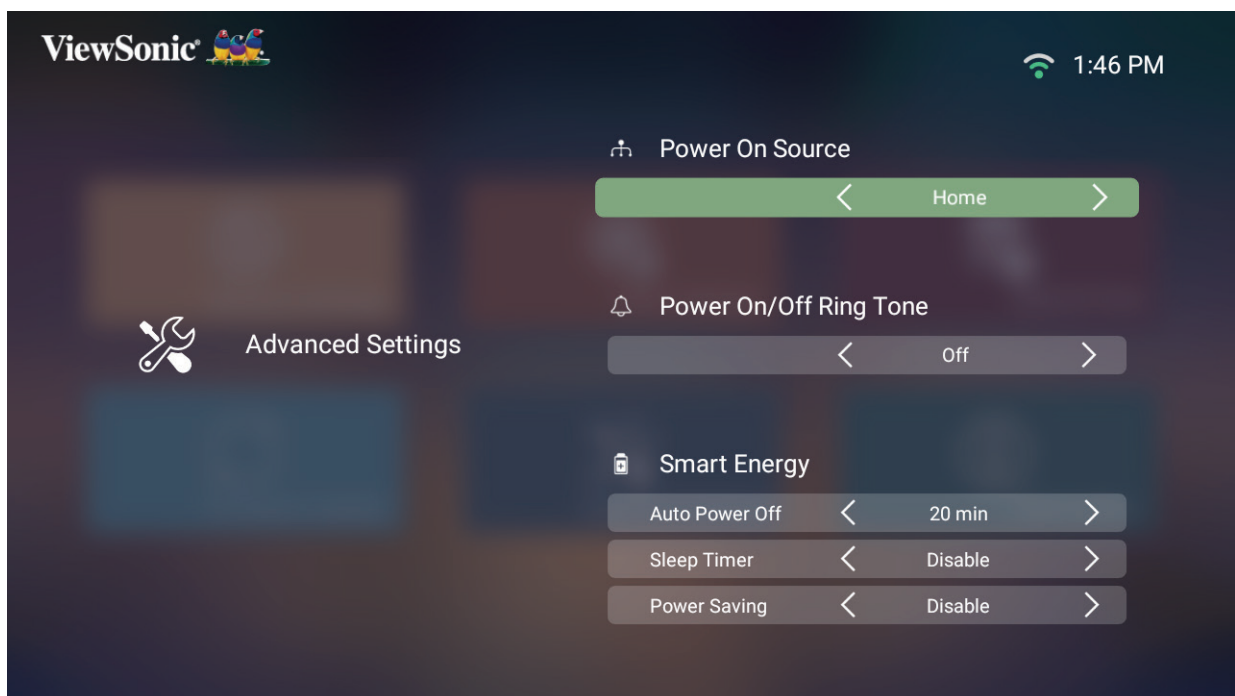 ViewSonic®
1:46 PM
Power On Source
Home
Power On/Off Ring Tone
Advanced Settings
Off
Smart Energy
Auto Power Off 20 min
Sleep Timer Disable
Power Saving Disable